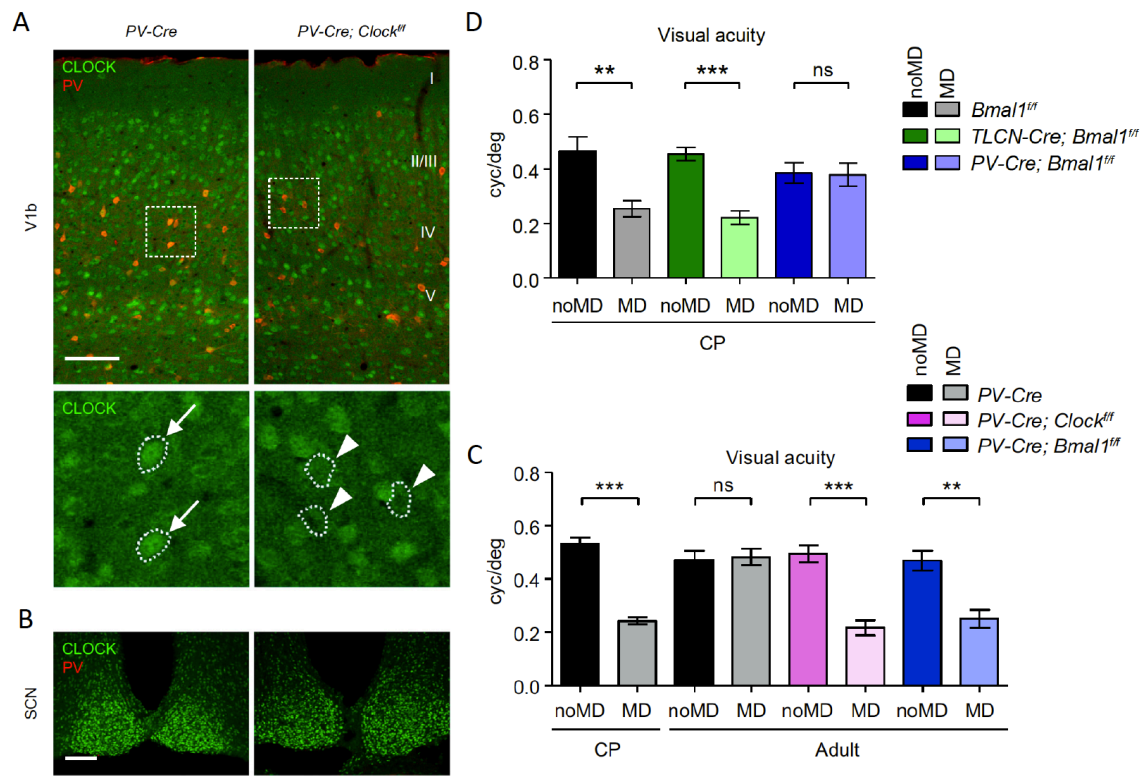 A
PV-Cre
PV-Cre; Clock^f/f
CLOCK
PV
I
II/III
IV
V
V1b
CLOCK
B
CLOCK
PV
SCN
D
Visual acuity
cyc/deg
0.8
0.6
0.4
0.2
0.0
** *** ns
noMD MD noMD MD noMD MD
CP
noMD MD
Bmal1^f/f
TLCN-Cre; Bmal1^f/f
PV-Cre; Bmal1^f/f
noMD MD
PV-Cre
PV-Cre; Clock^f/f
PV-Cre; Bmal1^f/f
C
Visual acuity
cyc/deg
0.8
0.6
0.4
0.2
0.0
*** ns *** **
noMD MD noMD MD noMD MD noMD MD
CP Adult